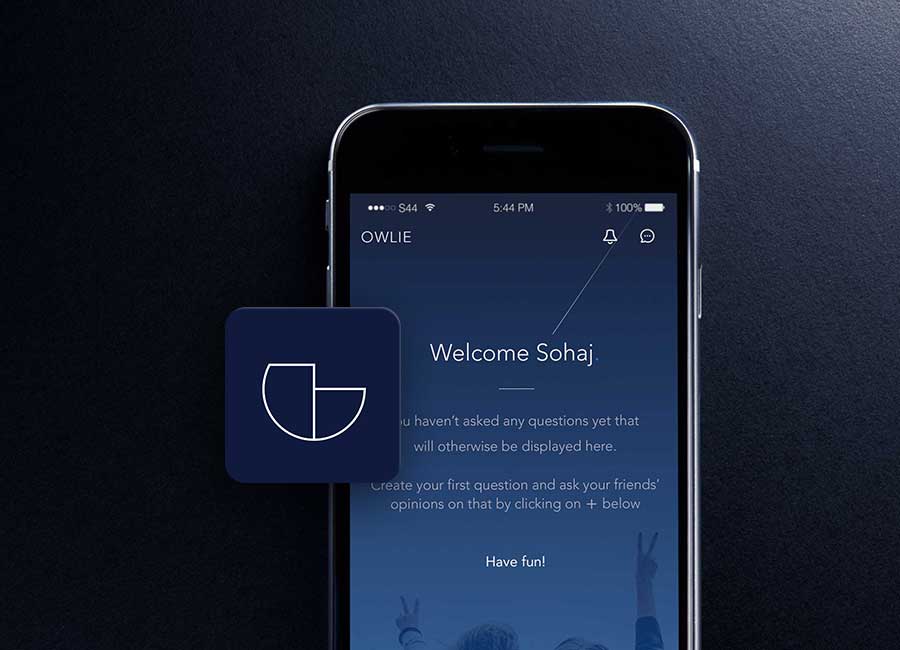 S44
5:44 PM
100%
OWLIE
Welcome Sohaj.
ou haven't asked any questions yet that
will otherwise be displayed here.
Create your first question and ask your friends'
opinions on that by clicking on + below
Have fun!